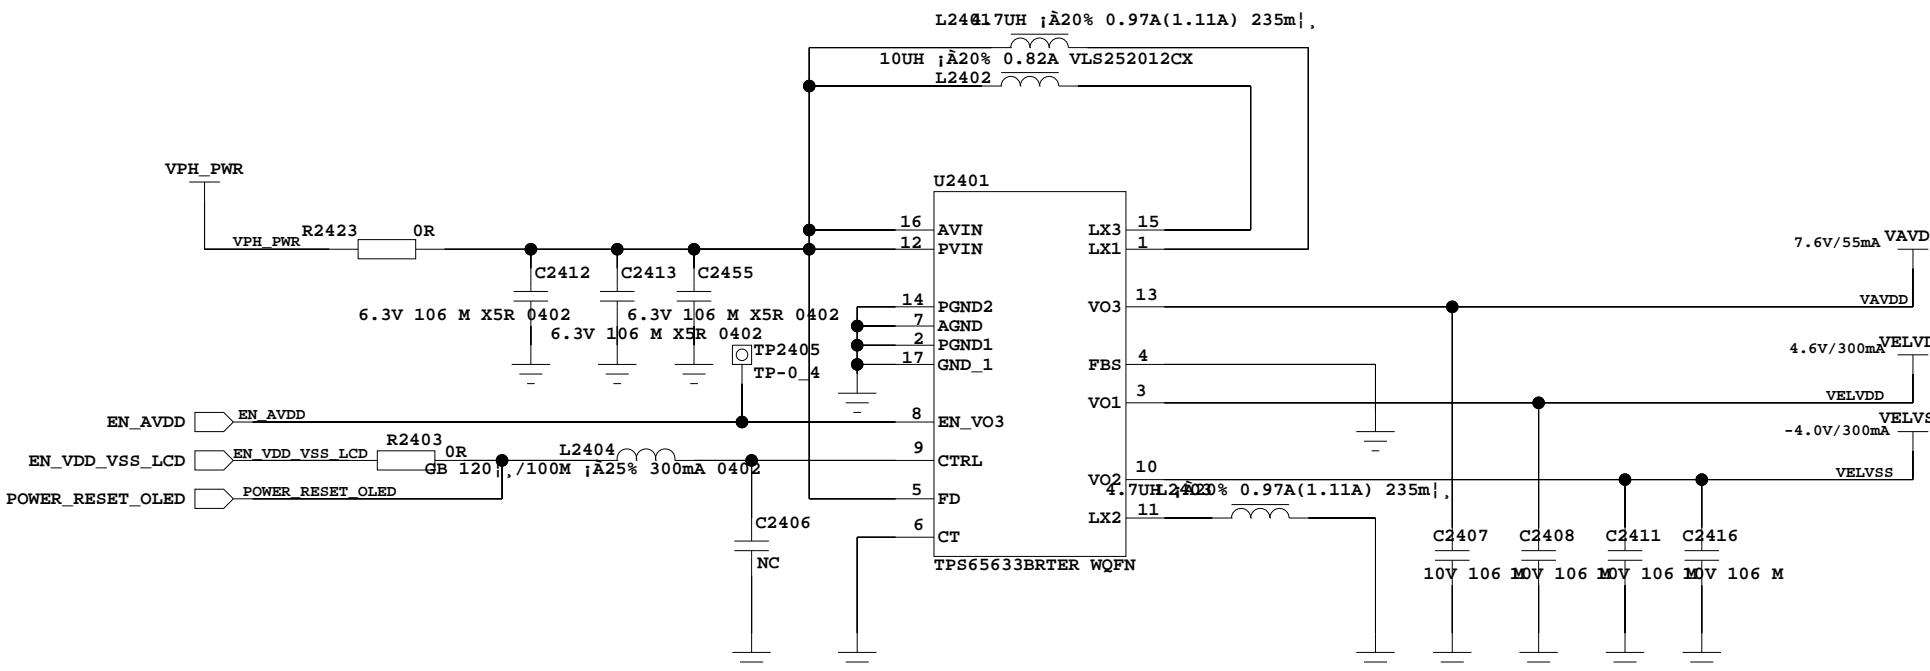 L2401
4.7UH ¡À20% 0.97A(1.11A) 235m¦¸
10UH ¡À20% 0.82A VLS252012CX
L2402
VPH_PWR
U2401
R2423 0R
VPH_PWR
16 AVIN
12 PVIN
LX3 15
LX1 1
7.6V/55mA VAVD
C2412 C2413 C2455
6.3V 106 M X5R 0402
6.3V 106 M X5R 0402
6.3V 106 M X5R 0402
14 PGND2
7 AGND
2 PGND1
17 GND_1
VO3 13
VAVDD
TP2405
TP-0_4
FBS 4
4.6V/300mA VELVD
VO1 3
VELVDD
EN_AVDD EN_AVDD
8 EN_VO3
-4.0V/300mA VELVS
R2403 0R
L2404
EN_VDD_VSS_LCD EN_VDD_VSS_LCD
GB 120¦¸/100M ¡À25% 300mA 0402
9 CTRL
VO2 10
VELVSS
POWER_RESET_OLED POWER_RESET_OLED
5 FD
4.7UH ¡À20% 0.97A(1.11A) 235m¦¸
L2403
LX2 11
6 CT
C2406
NC
TPS65633BRTER WQFN
C2407 C2408 C2411 C2416
10V 106 M 10V 106 M 10V 106 M 10V 106 M